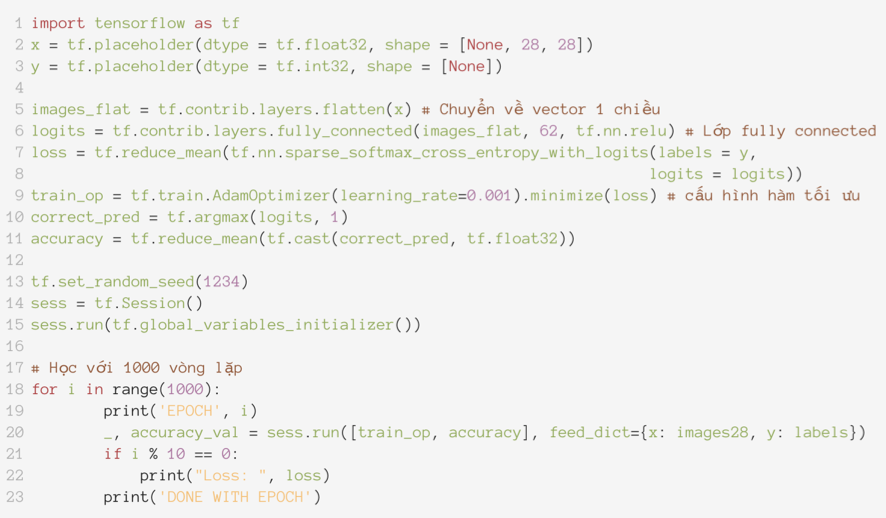 1 import tensorflow as tf
2 x = tf.placeholder(dtype = tf.float32, shape = [None, 28, 28])
3 y = tf.placeholder(dtype = tf.int32, shape = [None])
4
5 images_flat = tf.contrib.layers.flatten(x) # Chuyển về vector 1 chiều
6 logits = tf.contrib.layers.fully_connected(images_flat, 62, tf.nn.relu) # Lớp fully connected
7 loss = tf.reduce_mean(tf.nn.sparse_softmax_cross_entropy_with_logits(labels = y,
8                                                                     logits = logits))
9 train_op = tf.train.AdamOptimizer(learning_rate=0.001).minimize(loss) # cấu hình hàm tối ưu
10 correct_pred = tf.argmax(logits, 1)
11 accuracy = tf.reduce_mean(tf.cast(correct_pred, tf.float32))
12
13 tf.set_random_seed(1234)
14 sess = tf.Session()
15 sess.run(tf.global_variables_initializer())
16
17 # Học với 1000 vòng lặp
18 for i in range(1000):
19         print('EPOCH', i)
20         _, accuracy_val = sess.run([train_op, accuracy], feed_dict={x: images28, y: labels})
21         if i % 10 == 0:
22             print("Loss: ", loss)
23         print('DONE WITH EPOCH')